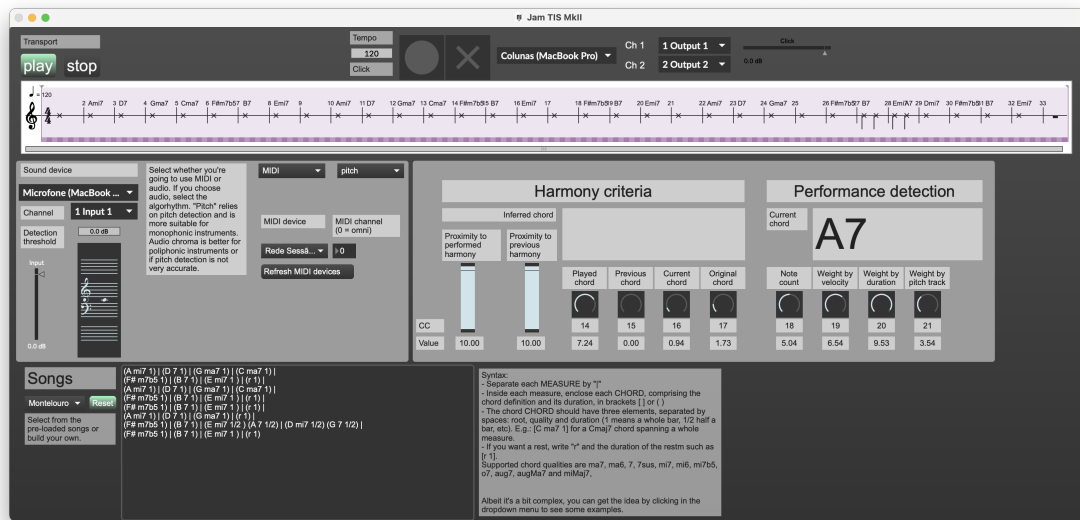 Jam TIS MkII
Transport
play stop
Tempo
120
Click
Colunas (MacBook Pro)
Ch 1 1 Output 1
Ch 2 2 Output 2
Click
0.0 dB
= 120
4
4
2 Ami7 3 D7 4 Gma7 5 Cma7 6 F#m7b57 B7 8 Emi7 9 10 Ami7 11 D7 12 Gma7 13 Cma7 14 F#m7b515 B7 16 Emi7 17 18 F#m7b519 B7 20 Emi7 21 22 Ami7 23 D7 24 Gma7 25 26 F#m7b527 B7 28 Emi7A7 29 Dmi7 30 F#m7b531 B7 32 Emi7 33
Sound device
Microfone (MacBook ...
Channel 1 Input 1
Detection
threshold
0.0 dB
Input
0.0 dB
Select whether you're
going to use MIDI or
audio. If you choose
audio, select the
algorhythm. "Pitch" relies
on pitch detection and is
more suitable for
monophonic instruments.
Audio chroma is better for
poliphonic instruments or
if pitch detection is not
very accurate.
MIDI pitch
MIDI device
MIDI channel
(0 = omni)
Rede Sessã... 0
Refresh MIDI devices
Harmony criteria
Inferred chord
Proximity to
performed
harmony
Proximity to
previous
harmony
Played
chord
Previous
chord
Current
chord
Original
chord
CC 14 15 16 17
Value 10.00 10.00 7.24 0.00 0.94 1.73
Performance detection
Current
chord
A7
Note
count
Weight by
velocity
Weight by
duration
Weight by
pitch track
18 19 20 21
5.04 6.54 9.53 3.54
Songs
Montelouro Reset
Select from the
pre-loaded songs or
build your own.
(A mi7 1) | (D 7 1) | (G ma7 1) | (C ma7 1) |
(F# m7b5 1) | (B 7 1) | (E mi7 1 ) | (r 1) |
(A mi7 1) | (D 7 1) | (G ma7 1) | (C ma7 1) |
(F# m7b5 1) | (B 7 1) | (E mi7 1 ) | (r 1) |
(F# m7b5 1) | (B 7 1) | (E mi7 1 ) | (r 1) |
(A mi7 1) | (D 7 1) | (G ma7 1) | (r 1) |
(F# m7b5 1) | (B 7 1) | (E mi7 1/2 ) (A 7 1/2) | (D mi7 1/2) (G 7 1/2) |
(F# m7b5 1) | (B 7 1) | (E mi7 1 ) | (r 1)
Syntax:
- Separate each MEASURE by "|"
- Inside each measure, enclose each CHORD, comprising the
chord definition and its duration, in brackets [ ] or ( )
- The chord CHORD should have three elements, separated by
spaces: root, quality and duration (1 means a whole bar, 1/2 half a
bar, etc). E.g.: [C ma7 1] for a Cmaj7 chord spanning a whole
measure.
- If you want a rest, write "r" and the duration of the restm such as
[r 1].
Supported chord qualities are ma7, ma6, 7, 7sus, mi7, mi6, mi7b5,
o7, aug7, augMa7 and miMaj7,
Albeit it's a bit complex, you can get the idea by clicking in the
dropdown menu to see some examples.